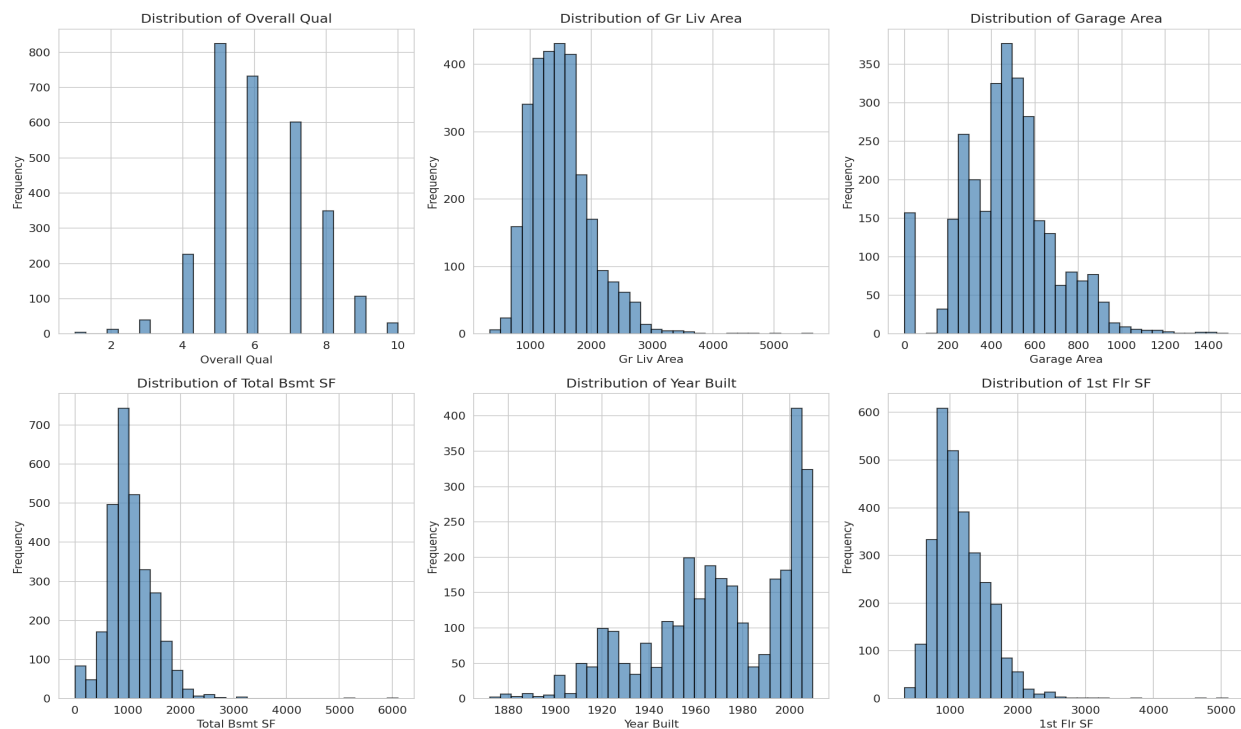 Distribution of Overall Qual
Frequency
800
700
600
500
400
300
200
100
0
2 4 6 8 10
Overall Qual
Distribution of Gr Liv Area
Frequency
400
300
200
100
0
1000 2000 3000 4000 5000
Gr Liv Area
Distribution of Garage Area
Frequency
350
300
250
200
150
100
50
0
0 200 400 600 800 1000 1200 1400
Garage Area
Distribution of Total Bsmt SF
Frequency
700
600
500
400
300
200
100
0
0 1000 2000 3000 4000 5000 6000
Total Bsmt SF
Distribution of Year Built
Frequency
400
350
300
250
200
150
100
50
0
1880 1900 1920 1940 1960 1980 2000
Year Built
Distribution of 1st Flr SF
Frequency
600
500
400
300
200
100
0
1000 2000 3000 4000 5000
1st Flr SF